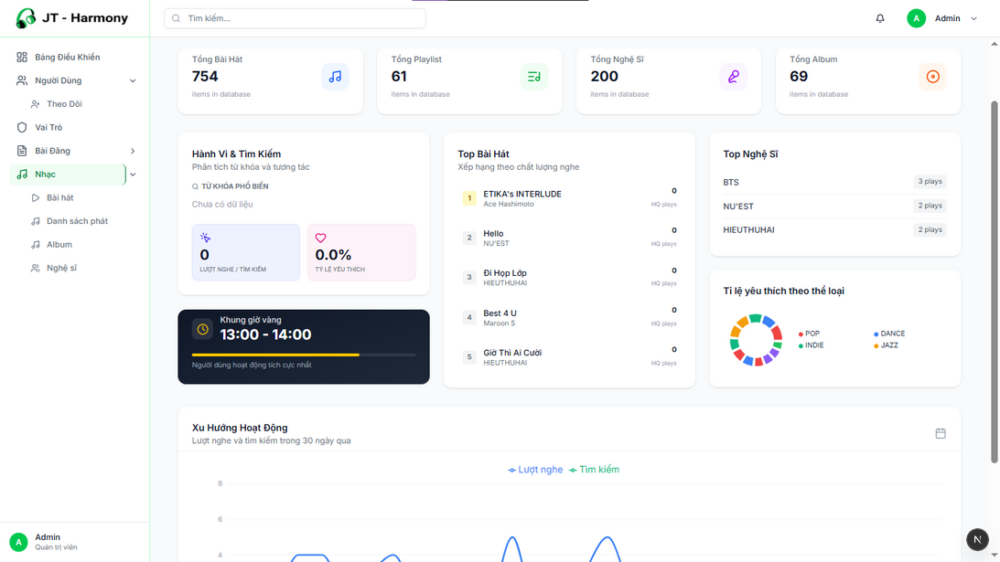 JT - Harmony
Tìm kiếm...
A
Admin
Bảng Điều Khiển
Người Dùng
Theo Dõi
Vai Trò
Bài Đăng
Nhạc
Bài hát
Danh sách phát
Album
Nghệ sĩ
A
Admin
Quản trị viên
Tổng Bài Hát
754
items in database
Tổng Playlist
61
items in database
Tổng Nghệ Sĩ
200
items in database
Tổng Album
69
items in database
Hành Vi & Tìm Kiếm
Phân tích từ khóa và tương tác
TỪ KHÓA PHỔ BIẾN
Chưa có dữ liệu
0
LƯỢT NGHE / TÌM KIẾM
0.0%
TỶ LỆ YÊU THÍCH
Khung giờ vàng
13:00 - 14:00
Người dùng hoạt động tích cực nhất
Top Bài Hát
Xếp hạng theo chất lượng nghe
1
ETIKA's INTERLUDE
Ace Hashimoto
0
HQ plays
2
Hello
NU'EST
0
HQ plays
3
Đi Họp Lớp
HIEUTHUHAI
0
HQ plays
4
Best 4 U
Maroon 5
0
HQ plays
5
Giờ Thì Ai Cười
HIEUTHUHAI
0
HQ plays
Top Nghệ Sĩ
BTS 3 plays
NU'EST 2 plays
HIEUTHUHAI 2 plays
Tỉ lệ yêu thích theo thể loại
POP DANCE
INDIE JAZZ
Xu Hướng Hoạt Động
Lượt nghe và tìm kiếm trong 30 ngày qua
Lượt nghe Tìm kiếm
8
6
4
N